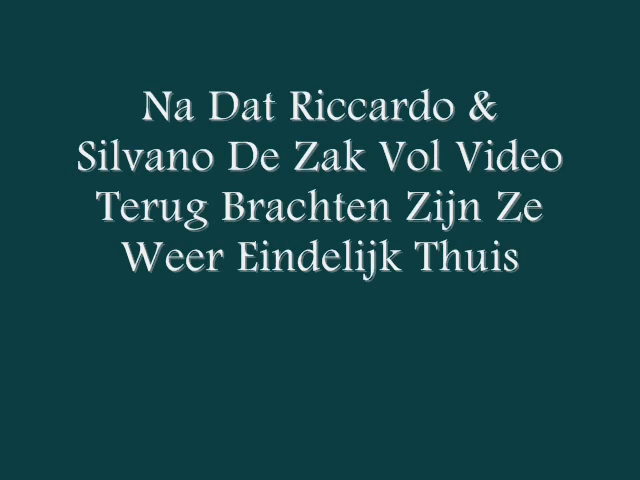 Na Dat Riccardo &
Silvano De Zak Vol Video
Terug Brachten Zijn Ze
Weer Eindelijk Thuis